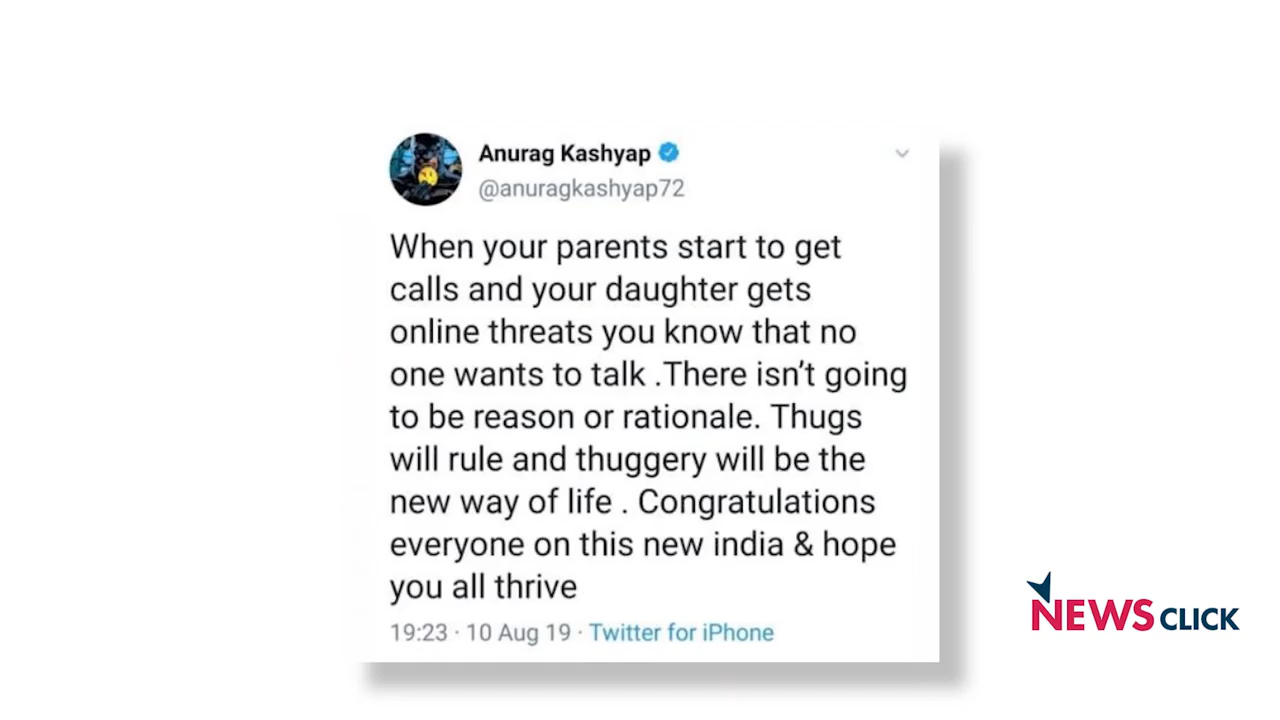 Anurag Kashyap
@anuragkashyap72
When your parents start to get
calls and your daughter gets
online threats you know that no
one wants to talk .There isn’t going
to be reason or rationale. Thugs
will rule and thuggery will be the
new way of life . Congratulations
everyone on this new india & hope
you all thrive
19:23 · 10 Aug 19 · Twitter for iPhone
NEWSCLICK